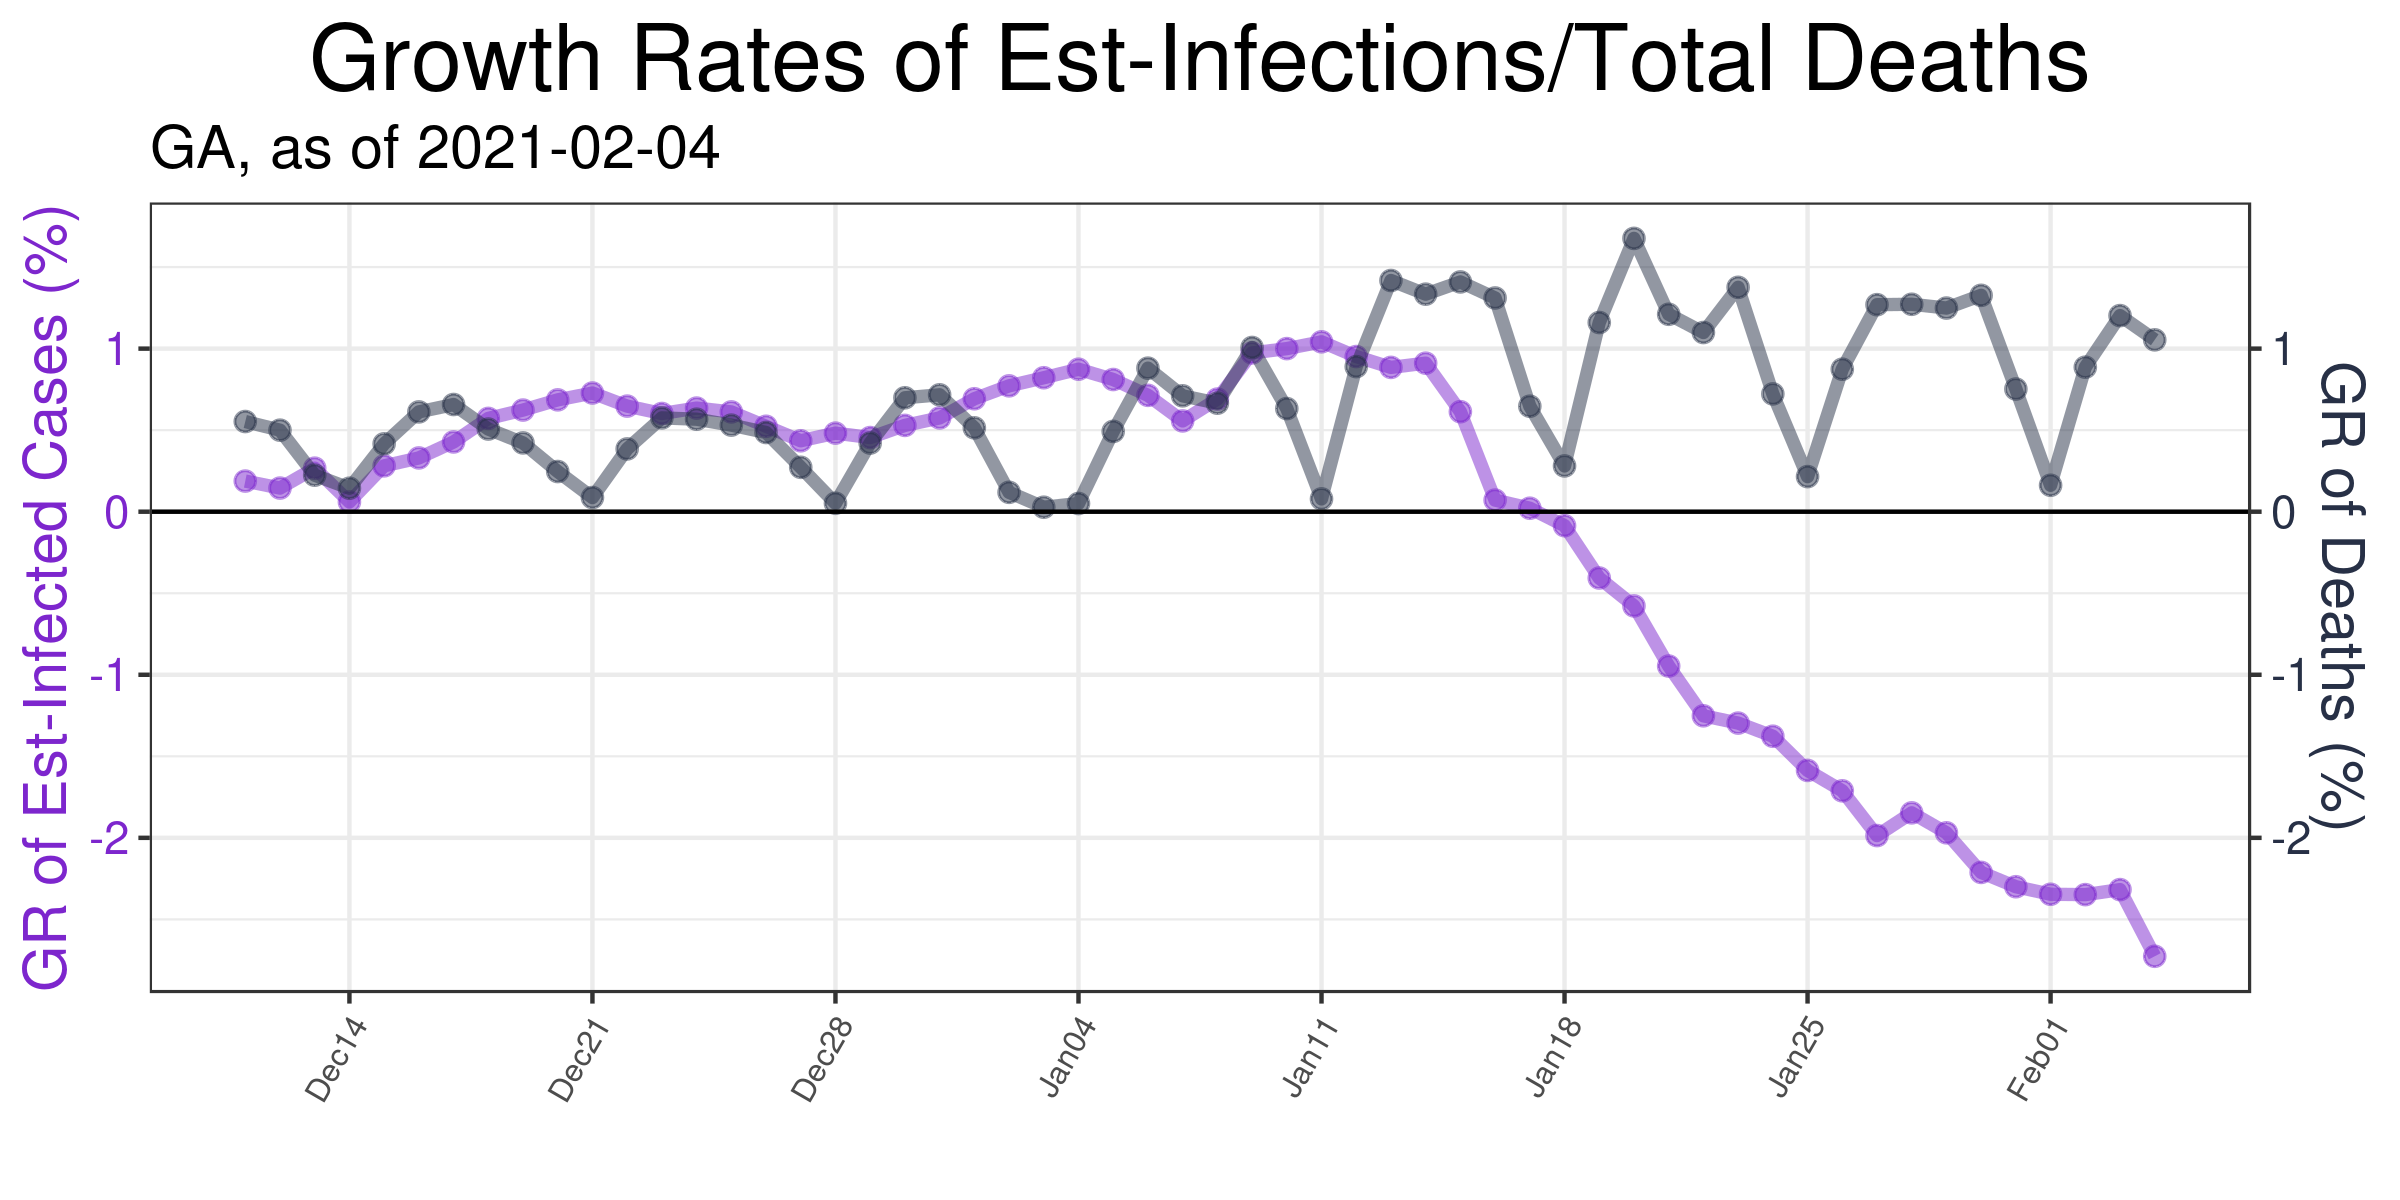 Growth Rates of Est-Infections/Total Deaths
GA, as of 2021-02-04
GR of Est-Infected Cases (%)
1
0
-1
-2
1
0
-1
-2
GR of Deaths (%)
Dec14
Dec21
Dec28
Jan04
Jan11
Jan18
Jan25
Feb01